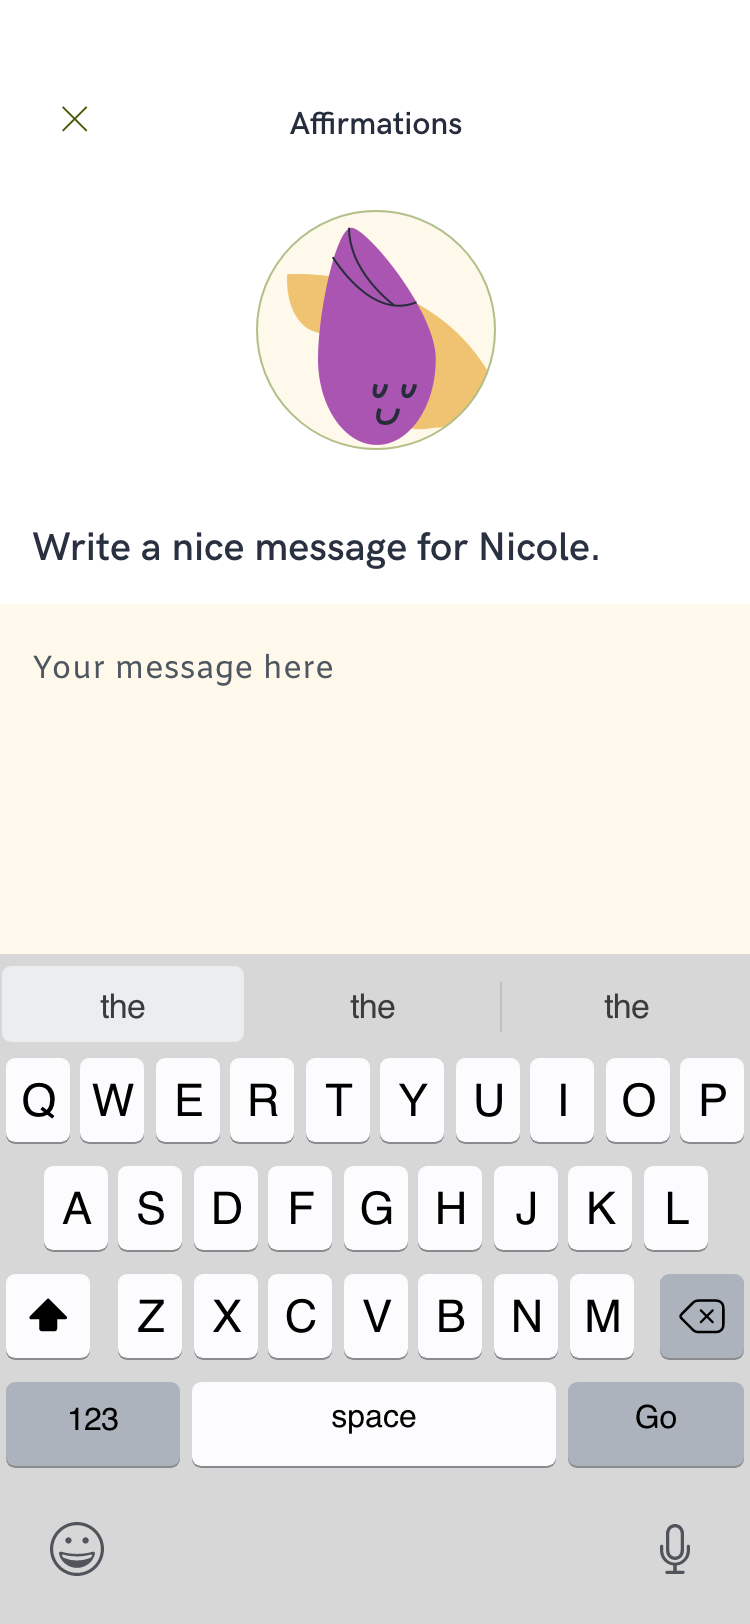 Affirmations
Write a nice message for Nicole.
Your message here
the the the
Q W E R T Y U I O P
A S D F G H J K L
Z X C V B N M
123 space Go